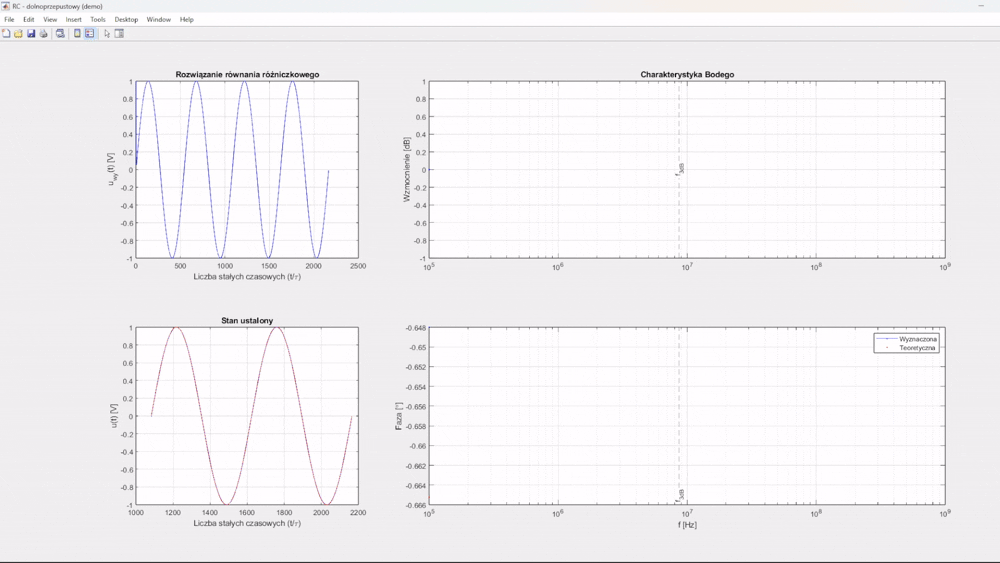 RC - dolnoprzepustowy (demo)
File Edit View Insert Tools Desktop Window Help
Rozwiązanie równania różniczkowego
1
0.8
0.6
0.4
0.2
0
-0.2
-0.4
-0.6
-0.8
-1
u_wy(t) [V]
0 500 1000 1500 2000 2500
Liczba stałych czasowych (t/τ)
Charakterystyka Bodego
1
0.8
0.6
0.4
0.2
0
-0.2
-0.4
-0.6
-0.8
-1
Wzmocnienie [dB]
f_3dB
10^5 10^6 10^7 10^8 10^9
Stan ustalony
1
0.8
0.6
0.4
0.2
0
-0.2
-0.4
-0.6
-0.8
-1
u(t) [V]
1000 1200 1400 1600 1800 2000 2200
Liczba stałych czasowych (t/τ)
-0.648
-0.65
-0.652
-0.654
-0.656
-0.658
-0.66
-0.662
-0.664
-0.666
Faza [°]
Wyznaczona
Teoretyczna
f_3dB
10^5 10^6 10^7 10^8 10^9
f [Hz]